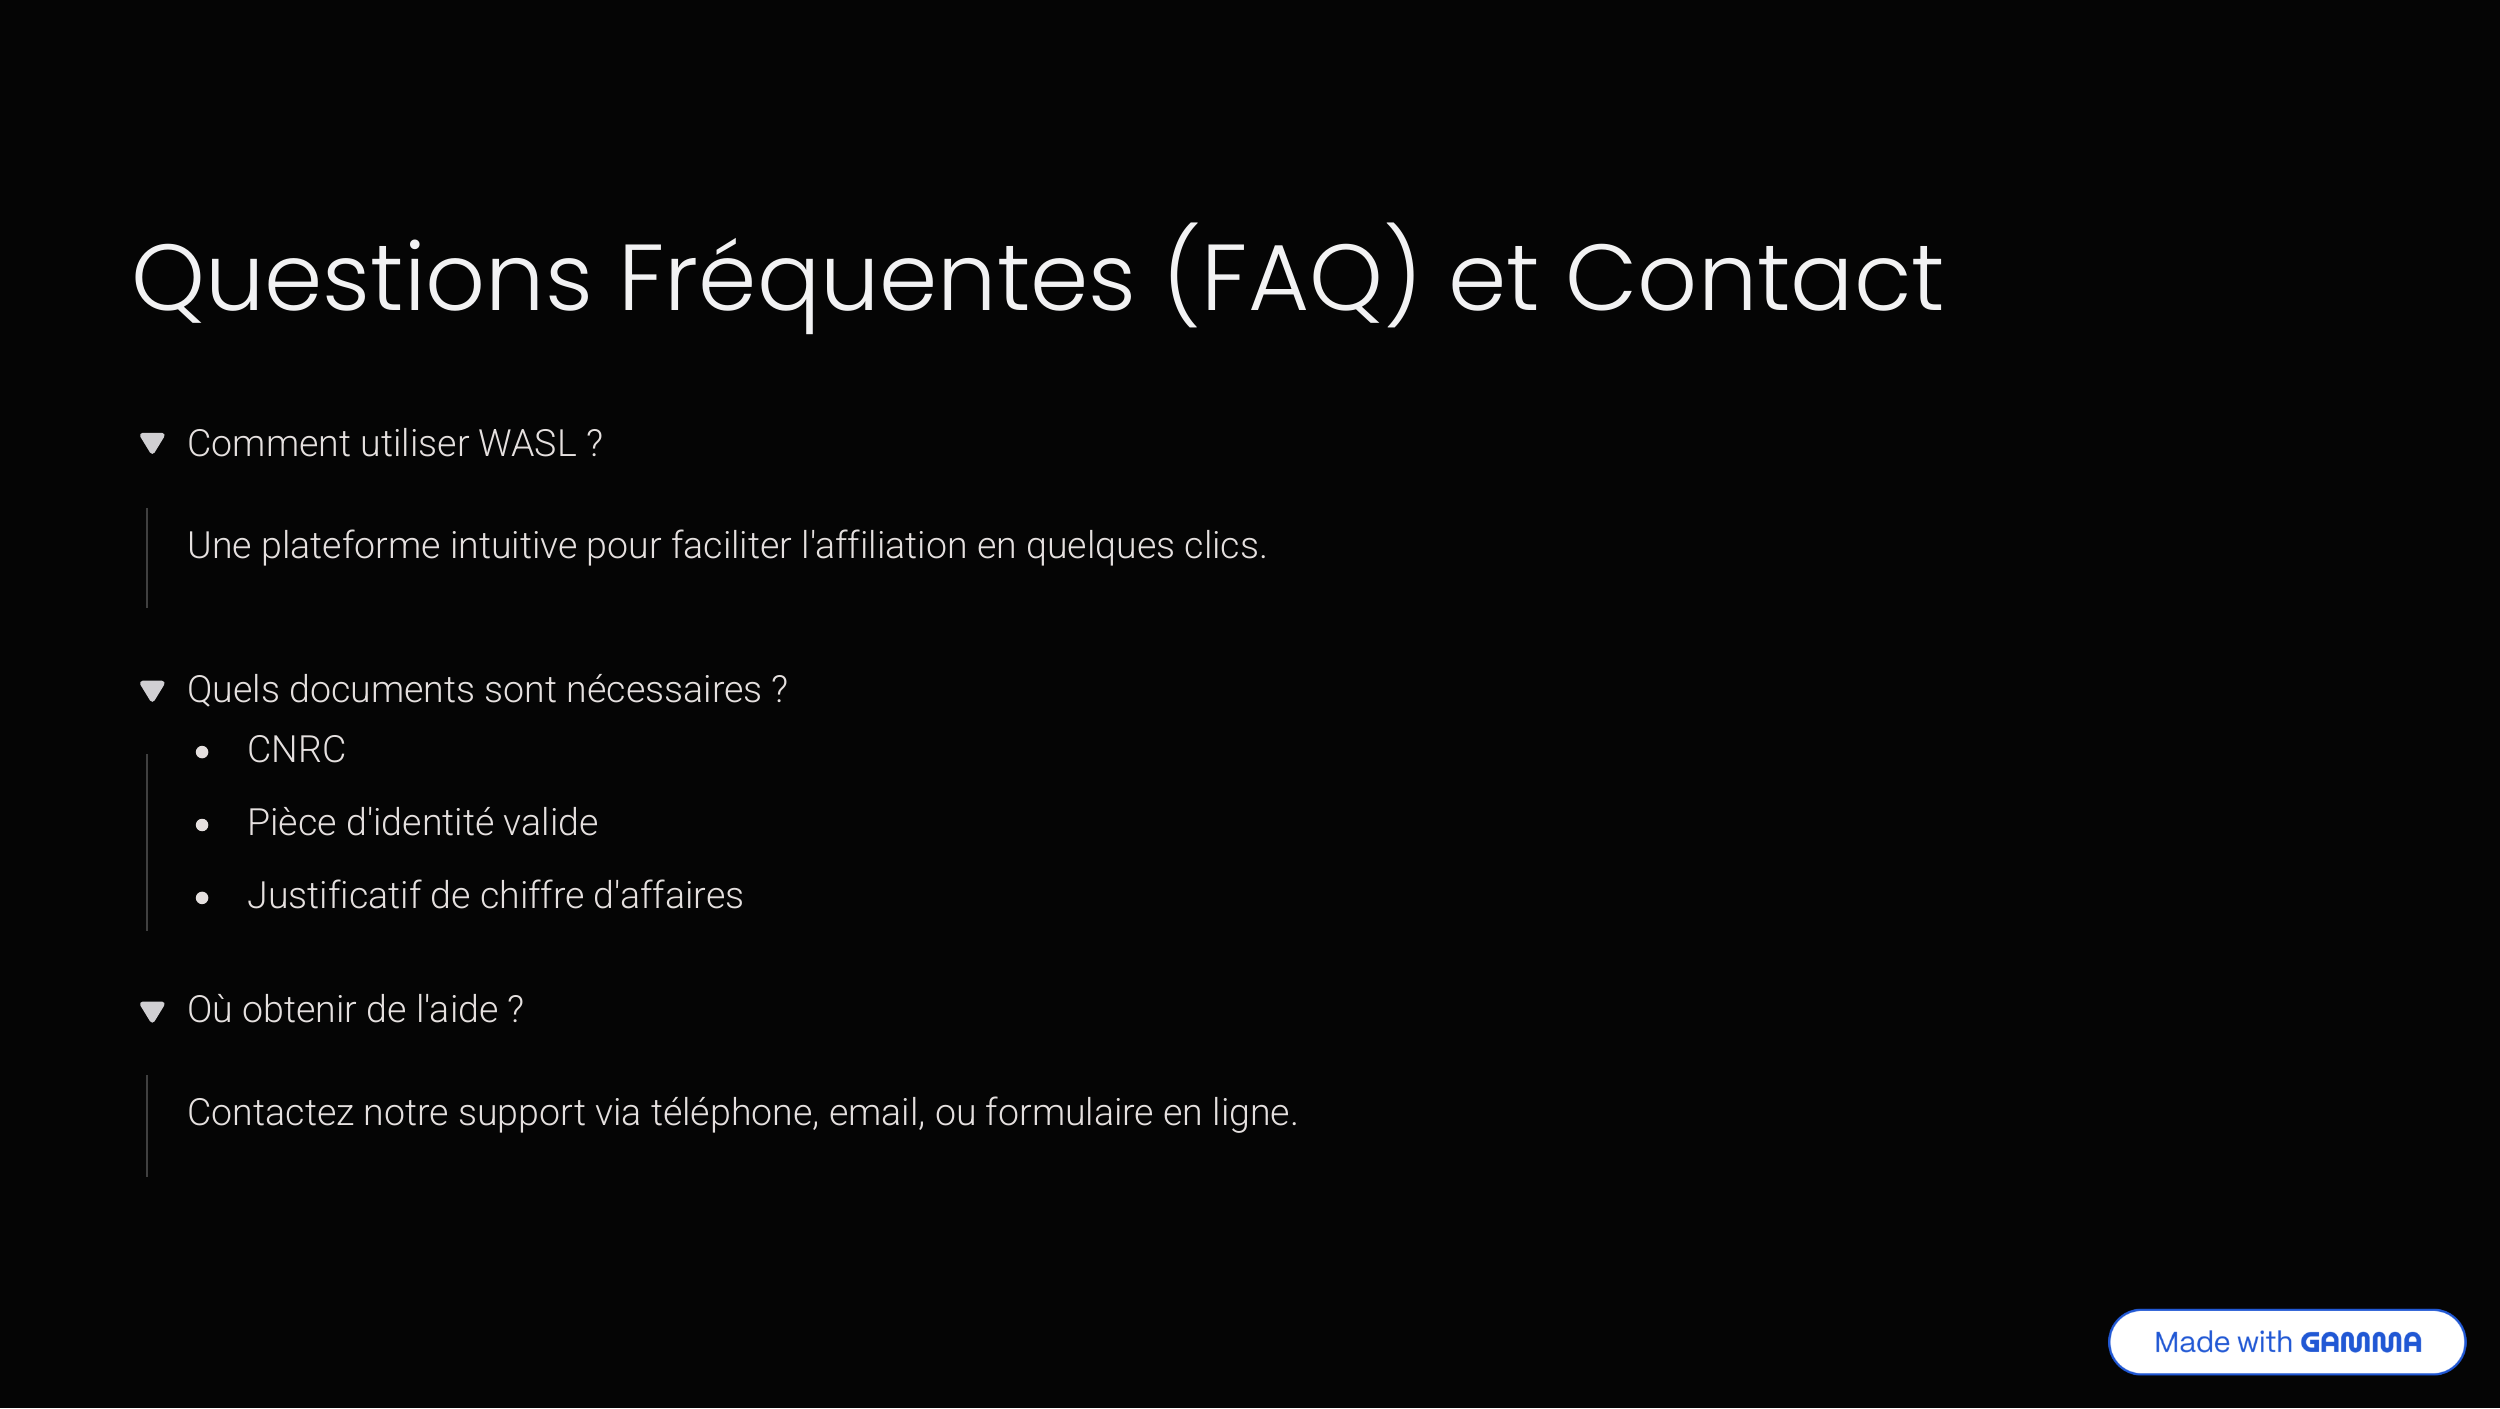 Questions Fréquentes (FAQ) et Contact
Comment utiliser WASL ?
Une plateforme intuitive pour faciliter l'affiliation en quelques clics.
Quels documents sont nécessaires ?
CNRC
Pièce d'identité valide
Justificatif de chiffre d'affaires
Où obtenir de l'aide ?
Contactez notre support via téléphone, email, ou formulaire en ligne.
Made with GAMMA